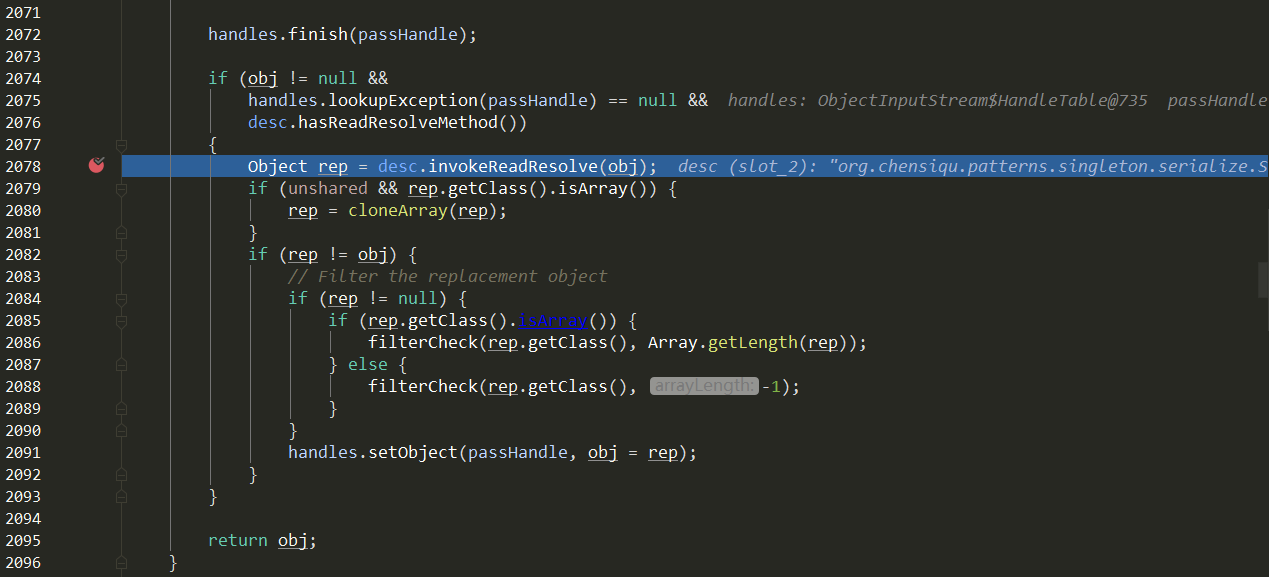 2071
2072 handles.finish(passHandle);
2073
2074 if (obj != null &&
2075 handles.lookupException(passHandle) == null && handles: ObjectInputStream$HandleTable@735 passHandle
2076 desc.hasReadResolveMethod())
2077 {
2078 Object rep = desc.invokeReadResolve(obj); desc (slot_2): "org.chensiqu.patterns.singleton.serialize.S
2079 if (unshared && rep.getClass().isArray()) {
2080 rep = cloneArray(rep);
2081 }
2082 if (rep != obj) {
2083 // Filter the replacement object
2084 if (rep != null) {
2085 if (rep.getClass().isArray()) {
2086 filterCheck(rep.getClass(), Array.getLength(rep));
2087 } else {
2088 filterCheck(rep.getClass(), arrayLength: -1);
2089 }
2090 }
2091 handles.setObject(passHandle, obj = rep);
2092 }
2093 }
2094
2095 return obj;
2096 }